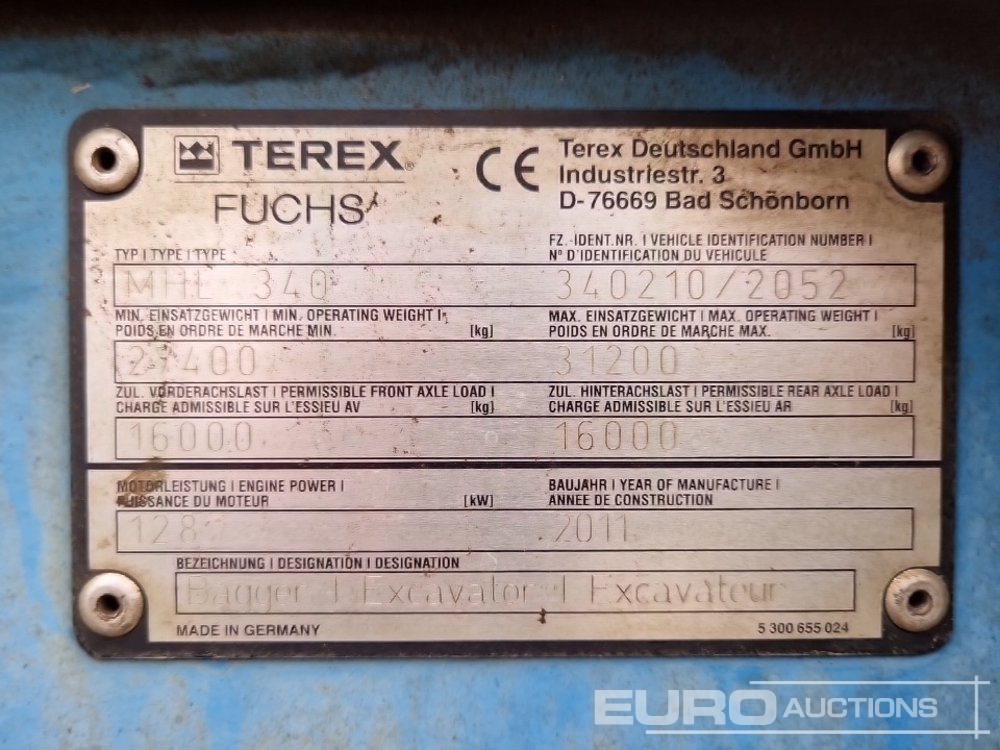 TEREX®
FUCHS
CE
Terex Deutschland GmbH
Industriestr. 3
D-76669 Bad Schönborn
TYP I TYPE I TYPE
FZ.-IDENT.NR. I VEHICLE IDENTIFICATION NUMBER I
N° D'IDENTIFICATION DU VEHICULE
MHL 340
340210/2052
MIN. EINSATZGEWICHT I MIN. OPERATING WEIGHT I
POIDS EN ORDRE DE MARCHE MIN. [kg]
MAX. EINSATZGEWICHT I MAX. OPERATING WEIGHT I
POIDS EN ORDRE DE MARCHE MAX. [kg]
31200
ZUL. VORDERACHSLAST I PERMISSIBLE FRONT AXLE LOAD I
CHARGE ADMISSIBLE SUR L'ESSIEU AV [kg]
ZUL. HINTERACHSLAST I PERMISSIBLE REAR AXLE LOAD I
CHARGE ADMISSIBLE SUR L'ESSIEU AR [kg]
16000
16000
MOTORLEISTUNG I ENGINE POWER I
PUISSANCE DU MOTEUR [kW]
BAUJAHR I YEAR OF MANUFACTURE I
ANNEE DE CONSTRUCTION
128
2011
BEZEICHNUNG I DESIGNATION I DESIGNATION
Bagger I Excavator I Excavateur
MADE IN GERMANY
5 300 655 024
EURO AUCTIONS